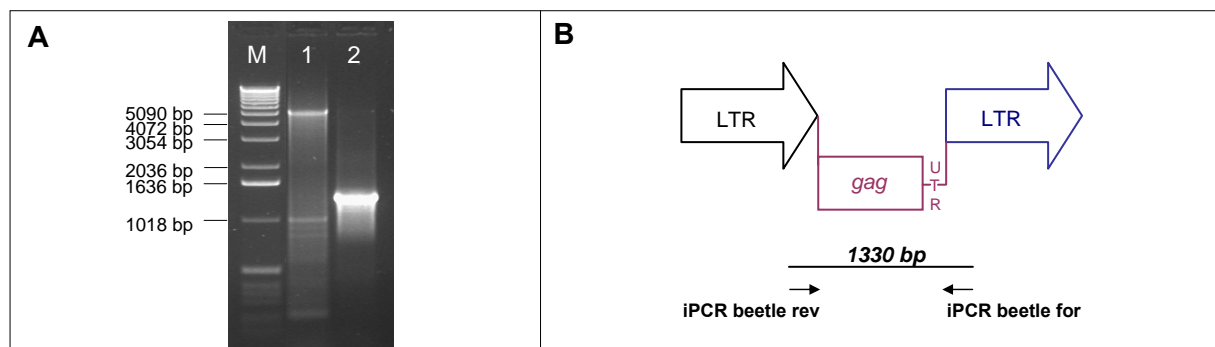 A
M 1 2
5090 bp
4072 bp
3054 bp
2036 bp
1636 bp
1018 bp
B
LTR
LTR
gag
U
T
R
1330 bp
iPCR beetle rev
iPCR beetle for